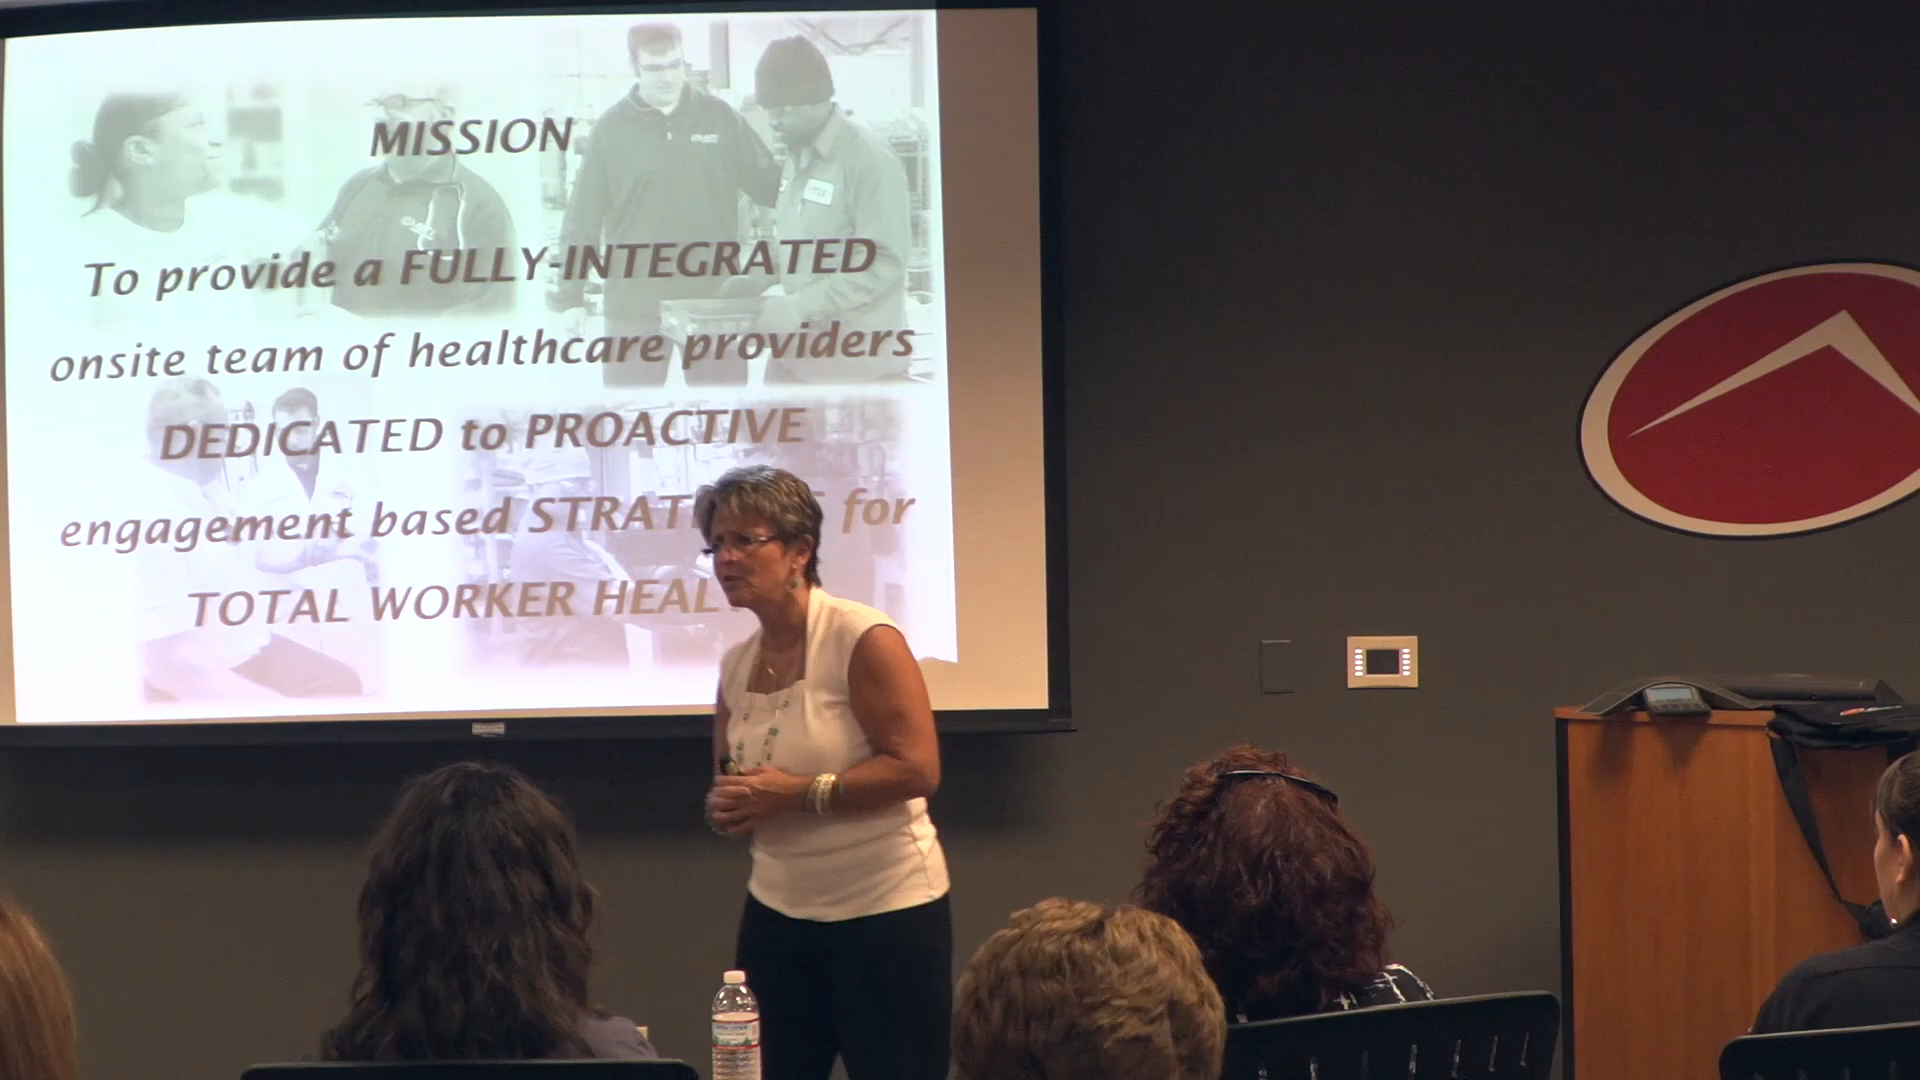 MISSION
To provide a FULLY-INTEGRATED
onsite team of healthcare providers
DEDICATED to PROACTIVE
engagement based for
TOTAL WORKER